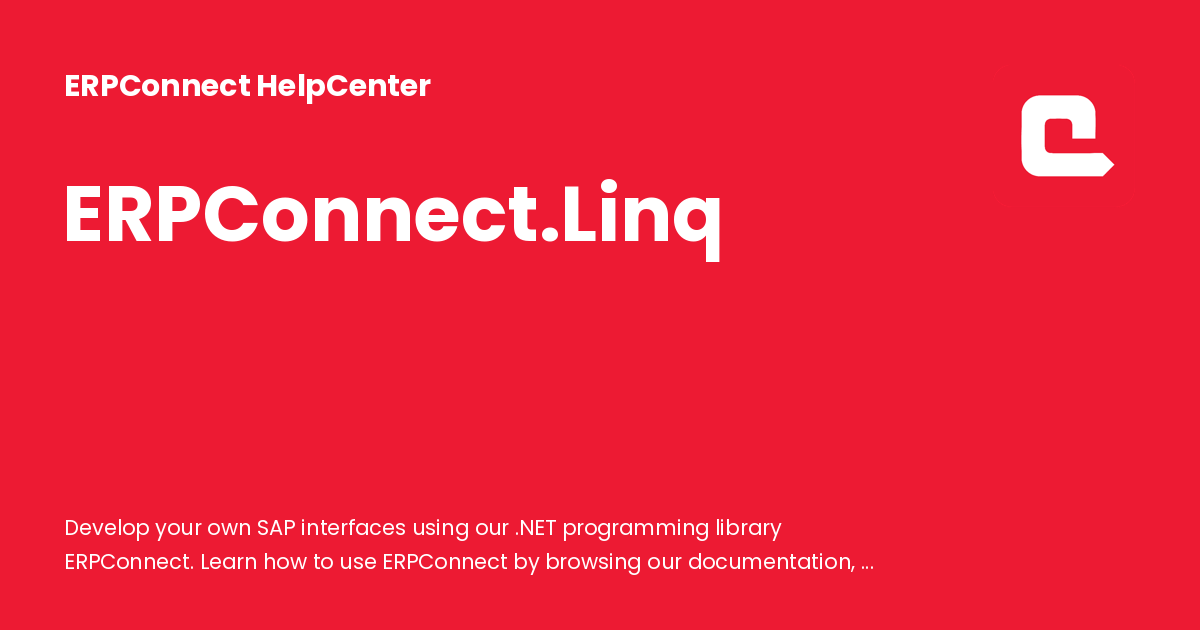 ERPConnect HelpCenter
ERPConnect.Linq
Develop your own SAP interfaces using our .NET programming library
ERPConnect. Learn how to use ERPConnect by browsing our documentation, ...